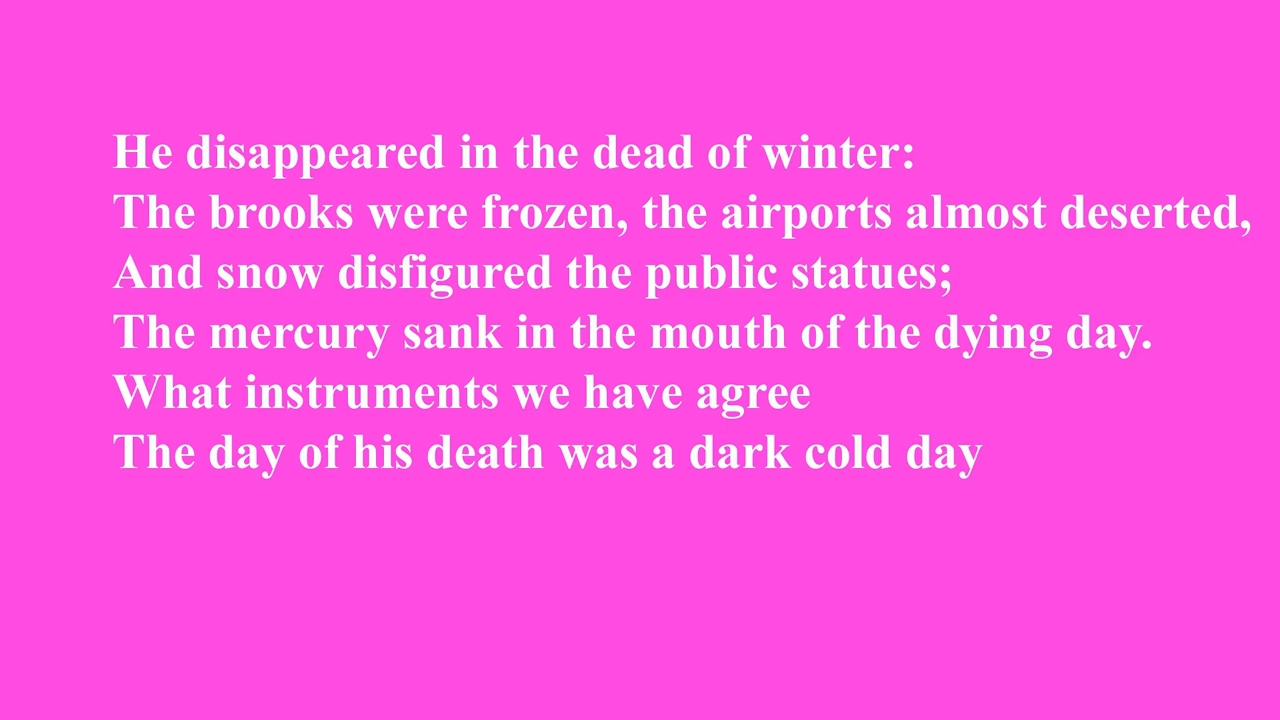 He disappeared in the dead of winter:
The brooks were frozen, the airports almost deserted,
And snow disfigured the public statues;
The mercury sank in the mouth of the dying day.
What instruments we have agree
The day of his death was a dark cold day